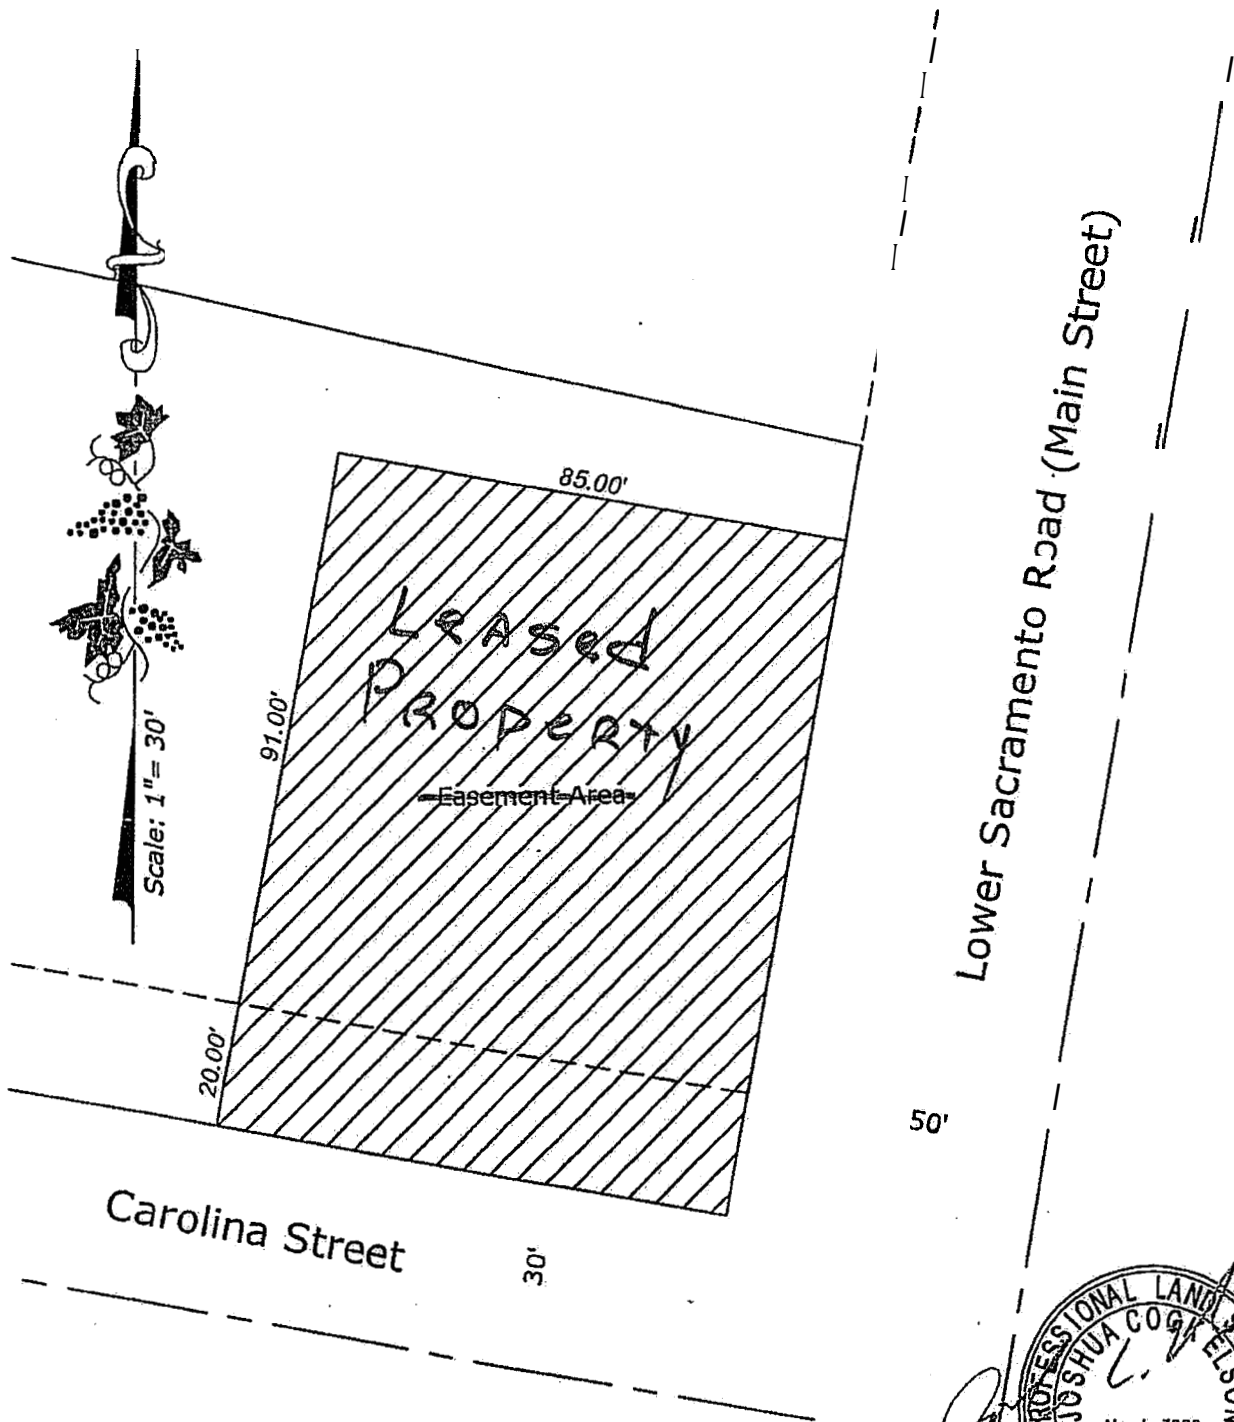 85.00'
Leased
Property
Easement Area
91.00'
Scale: 1"= 30'
20.00'
Lower Sacramento Road (Main Street)
50'
Carolina Street
30'
PROFESSIONAL LAND
JOSHUA